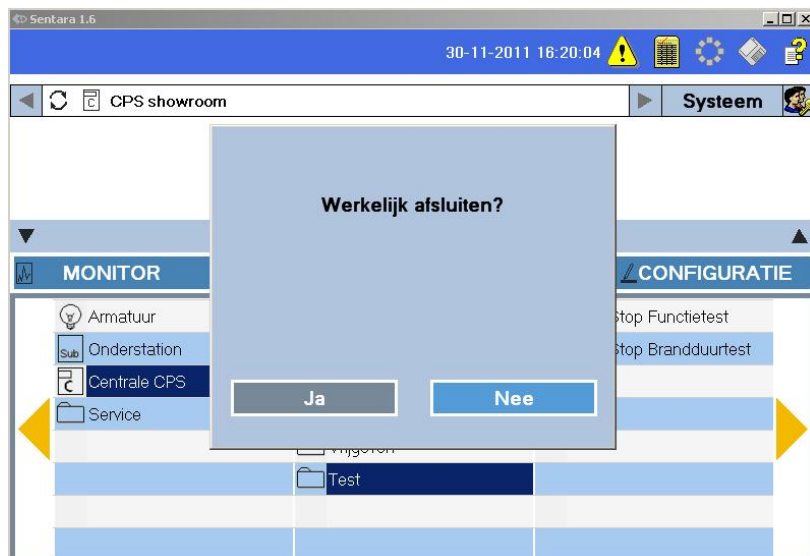 Sentara 1.6
30-11-2011 16:20:04
CPS showroom
Systeem
Werkelijk afsluiten?
Ja
Nee
MONITOR
CONFIGURATIE
Armatuur
Stop Functietest
Sub Onderstation
Stop Brandduurtest
C Centrale CPS
Service
Test